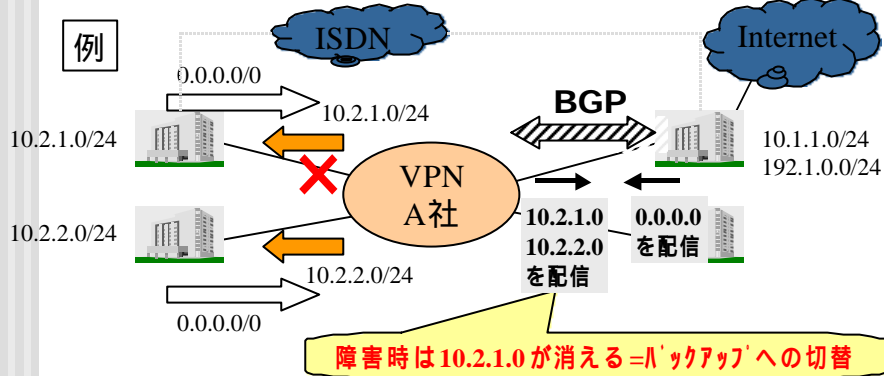 例
ISDN
Internet
0.0.0.0/0
10.2.1.0/24
BGP
10.2.1.0/24
10.1.1.0/24
192.1.0.0/24
VPN
A社
10.2.2.0/24
10.2.1.0
10.2.2.0
を配信
0.0.0.0
を配信
10.2.2.0/24
0.0.0.0/0
障害時は10.2.1.0が消える=ﾊﾞｯｸｱｯﾌﾟへの切替